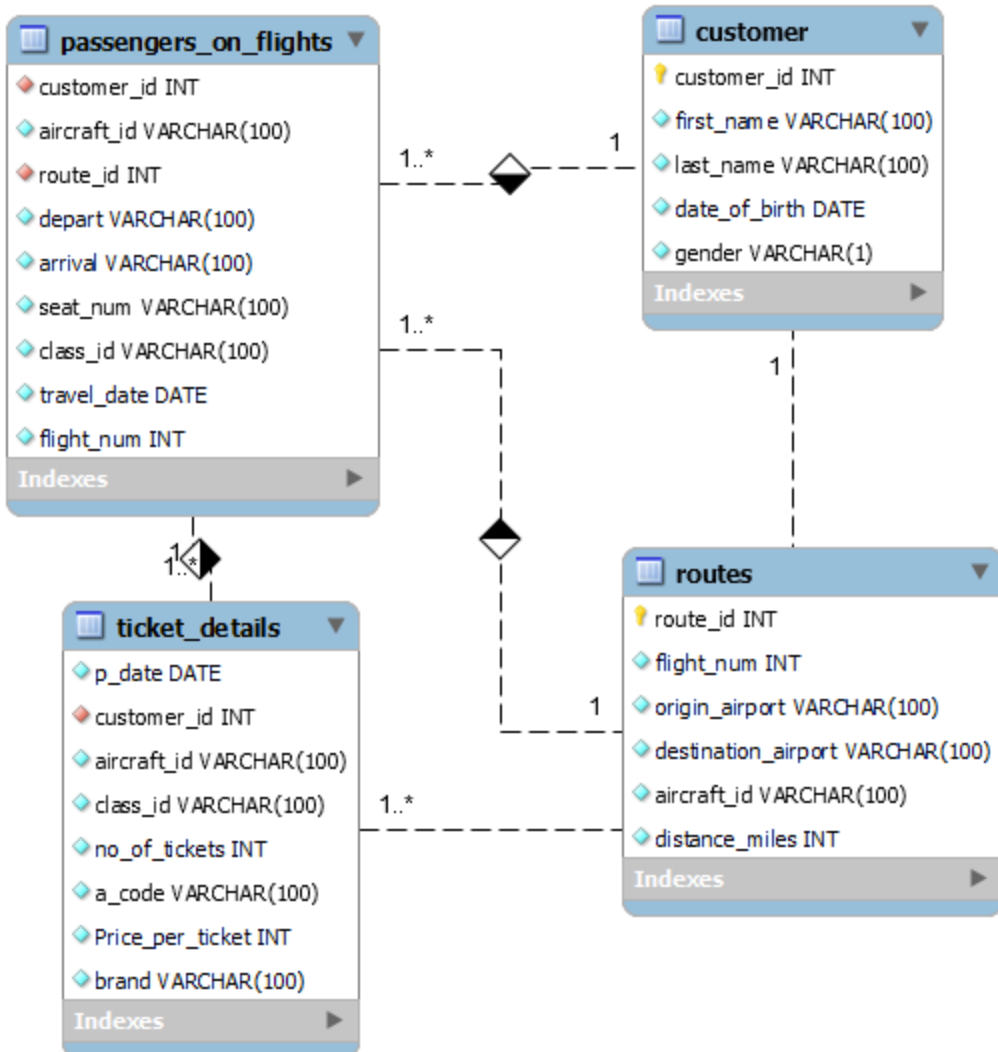 passengers_on_flights
customer_id INT
aircraft_id VARCHAR(100)
route_id INT
depart VARCHAR(100)
arrival VARCHAR(100)
seat_num VARCHAR(100)
class_id VARCHAR(100)
travel_date DATE
flight_num INT
Indexes
customer
customer_id INT
first_name VARCHAR(100)
last_name VARCHAR(100)
date_of_birth DATE
gender VARCHAR(1)
Indexes
1..*
1
1..*
1
1
1..*
ticket_details
p_date DATE
customer_id INT
aircraft_id VARCHAR(100)
class_id VARCHAR(100)
no_of_tickets INT
a_code VARCHAR(100)
Price_per_ticket INT
brand VARCHAR(100)
Indexes
1
1..*
routes
route_id INT
flight_num INT
origin_airport VARCHAR(100)
destination_airport VARCHAR(100)
aircraft_id VARCHAR(100)
distance_miles INT
Indexes